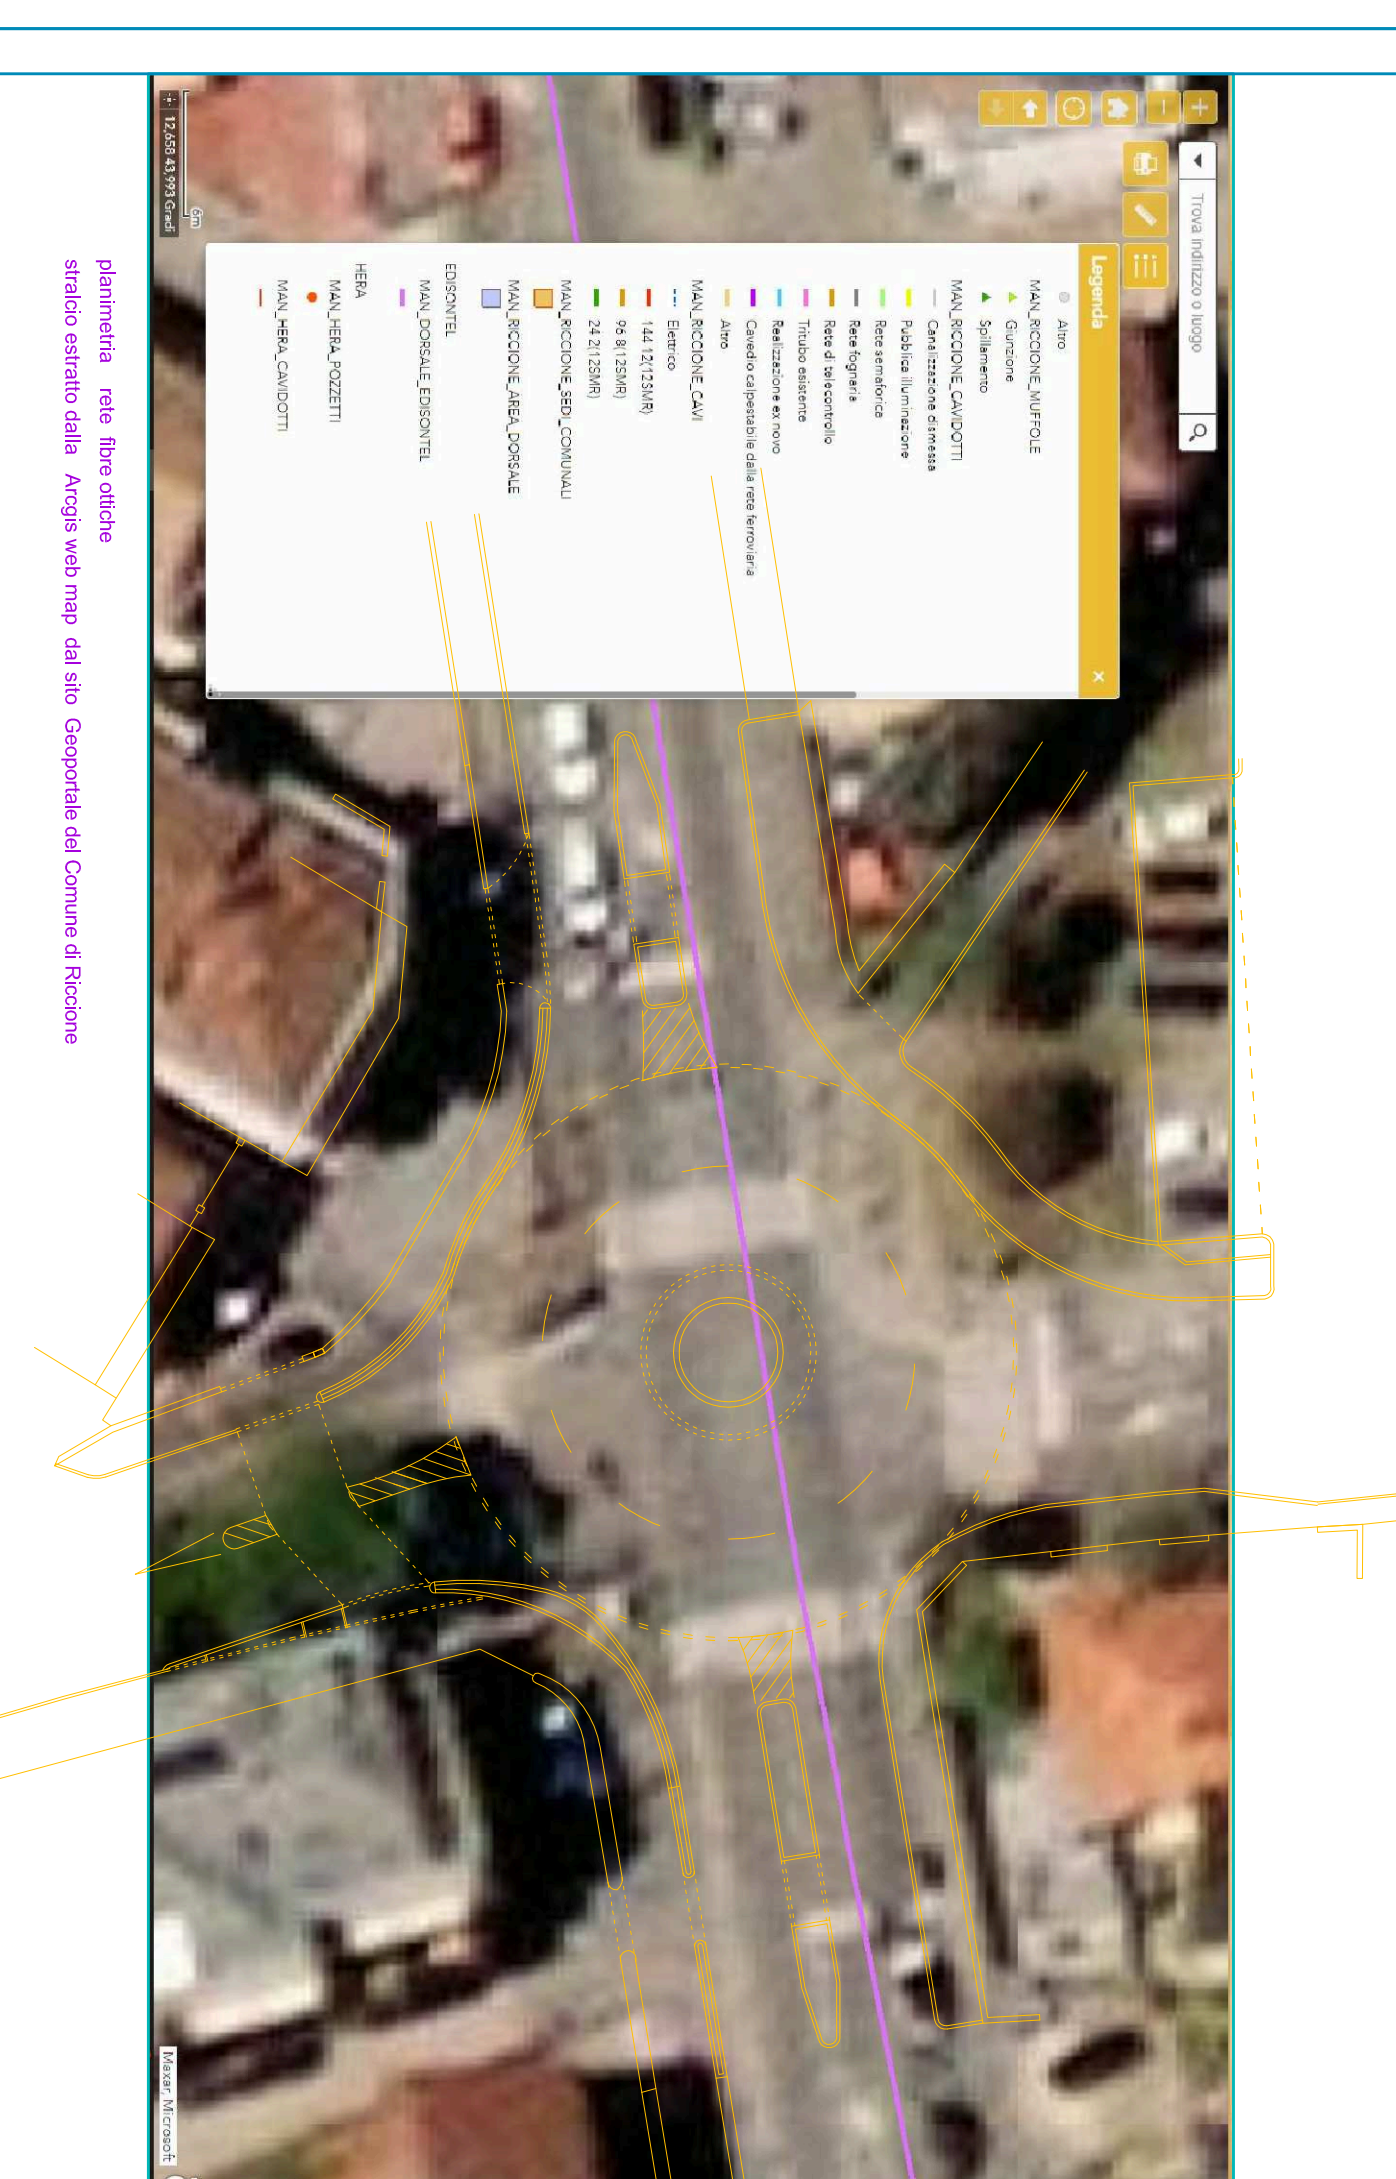 Trova indirizzo o luogo
Legenda
×
Altro
MAN_RICCIONE_MUFFOLE
Giunzione
Spillamento
MAN_RICCIONE_CAVIDOTTI
Canalizzazione dismessa
Pubblica illuminazione
Rete semaforica
Rete fognaria
Rete di telecontrollo
Tritubo esistente
Realizzazione ex novo
Cavedio calpestabile dalla rete ferroviaria
Altro
MAN_RICCIONE_CAVI
Elettrico
144 12(12SMR)
96 8(12SMR)
24 2(12SMR)
MAN_RICCIONE_SEDI_COMUNALI
MAN_RICCIONE_AREA_DORSALE
EDISONTEL
MAN_DORSALE_EDISONTEL
HERA
MAN_HERA_POZZETTI
MAN_HERA_CAVIDOTTI
6m
12,658 43,993 Gradi
Maxar, Microsoft
planimetria rete fibre ottiche
stralcio estratto dalla Arcgis web map dal sito Geoportale del Comune di Riccione